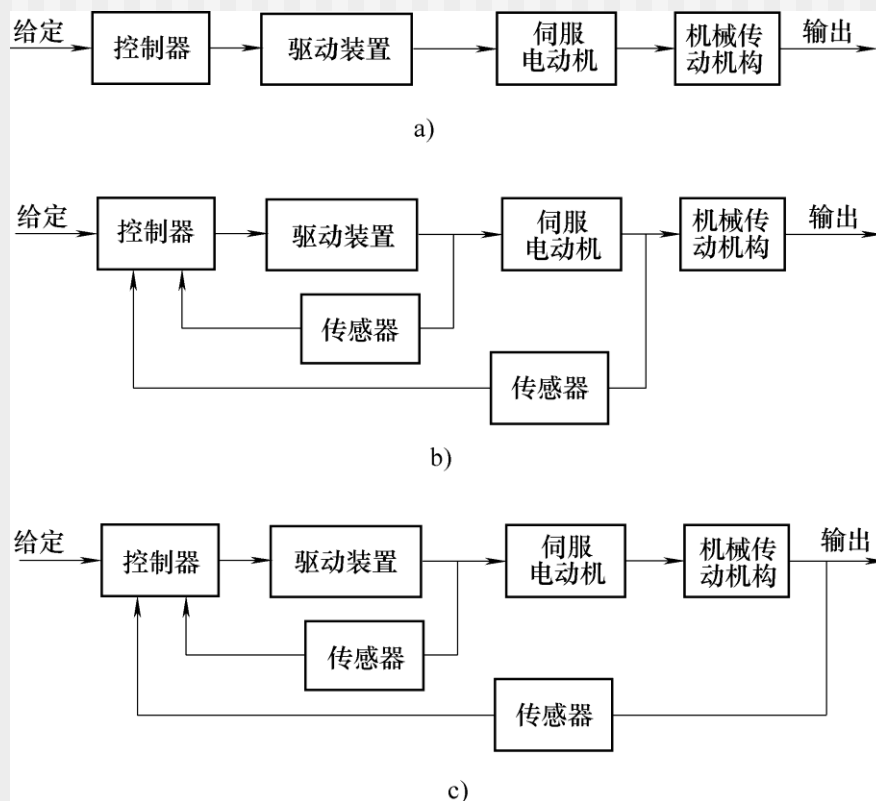 给定
控制器
驱动装置
伺服
电动机
机械传
动机构
输出
a)
给定
控制器
驱动装置
伺服
电动机
机械传
动机构
输出
传感器
传感器
b)
给定
控制器
驱动装置
伺服
电动机
机械传
动机构
输出
传感器
传感器
c)